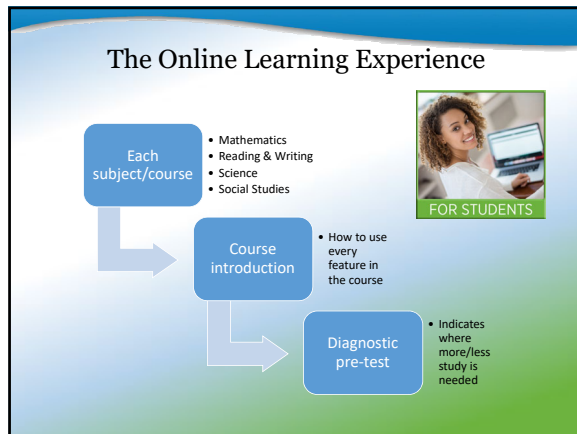 The Online Learning Experience
Each
subject/course
• Mathematics
• Reading & Writing
• Science
• Social Studies
FOR STUDENTS
Course
introduction
• How to use
every
feature in
the course
Diagnostic
pre-test
• Indicates
where
more/less
study is
needed